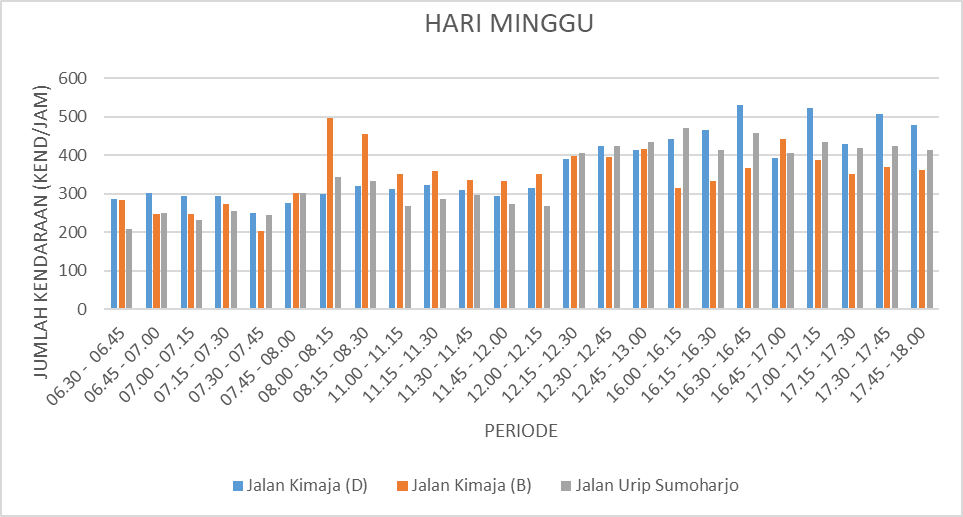 HARI MINGGU
JUMLAH KENDARAAN (KEND/JAM)
600
500
400
300
200
100
0
06.30 - 06.45
06.45 - 07.00
07.00 - 07.15
07.15 - 07.30
07.30 - 07.45
07.45 - 08.00
08.00 - 08.15
08.15 - 08.30
11.00 - 11.15
11.15 - 11.30
11.30 - 11.45
11.45 - 12.00
12.00 - 12.15
12.15 - 12.30
12.30 - 12.45
12.45 - 13.00
16.00 - 16.15
16.15 - 16.30
16.30 - 16.45
16.45 - 17.00
17.00 - 17.15
17.15 - 17.30
17.30 - 17.45
17.45 - 18.00
PERIODE
Jalan Kimaja (D) Jalan Kimaja (B) Jalan Urip Sumoharjo